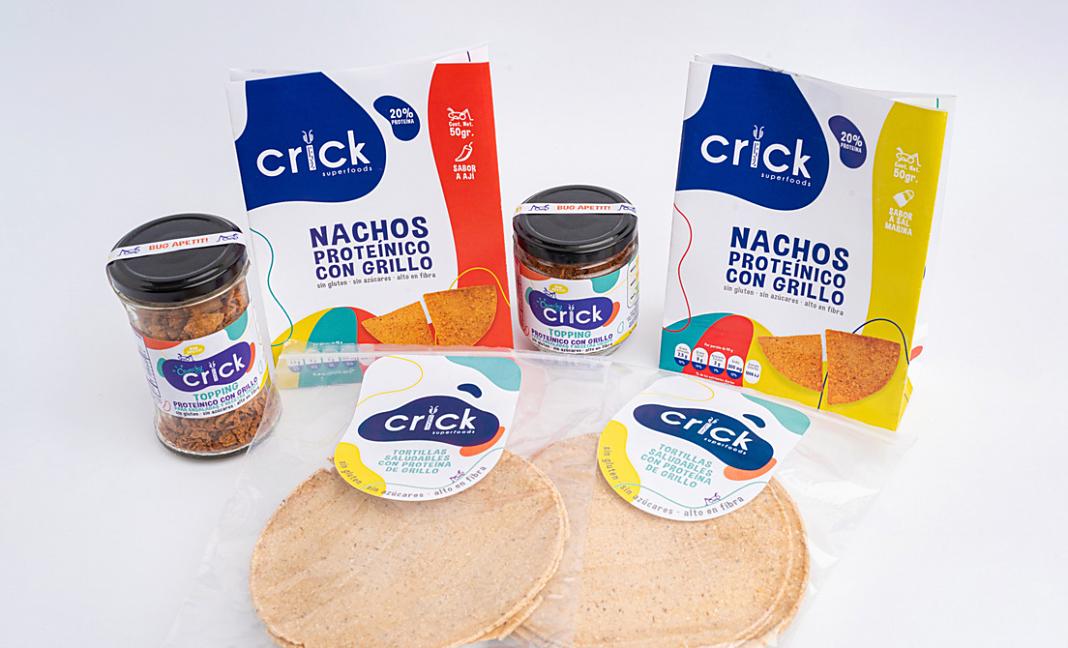 crick
superfoods
20%
PROTEÍNA
Cont. Net.
50gr.
SABOR
A AJÍ
NACHOS
PROTEÍNICO
CON GRILLO
sin gluten · sin azúcares · alto en fibra
crick
superfoods
20%
PROTEÍNA
Cont. Net.
50gr.
SABOR
A SAL
MARINA
NACHOS
PROTEÍNICO
CON GRILLO
sin gluten · sin azúcares · alto en fibra
BUG APETIT!
Crunchy
crick
TOPPING
PROTEÍNICO CON GRILLO
sin gluten · sin azúcares · alto en fibra
BUG APETIT!
Crunchy
crick
TOPPING
PROTEÍNICO CON GRILLO
crick
superfoods
TORTILLAS
SALUDABLES
CON PROTEÍNA
DE GRILLO
sin gluten · sin azúcares · alto en fibra
crick
superfoods
TORTILLAS
SALUDABLES
CON PROTEÍNA
DE GRILLO
sin gluten · sin azúcares · alto en fibra